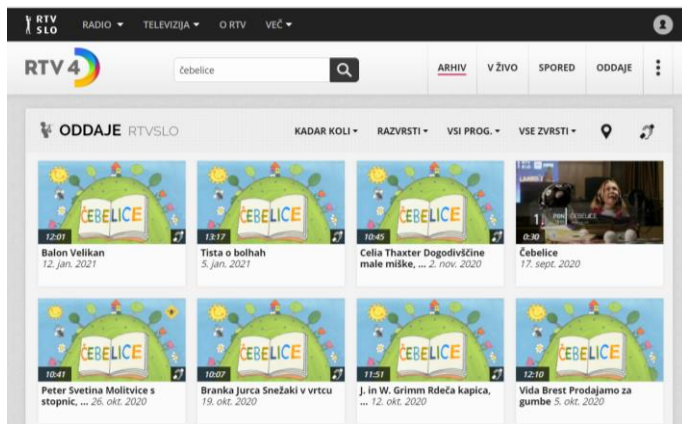 RTV SLO RADIO TELEVIZIJA O RTV VEČ
RTV 4 čebelice ARHIV V ŽIVO SPORED ODDAJE
ODDAJE RTVSLO KADAR KOLI RAZVRSTI VSI PROG. VSE ZVRSTI
ČEBELICE
12:01
Balon Velikan
12. jan. 2021
ČEBELICE
13:17
Tista o bolhah
5. jan. 2021
ČEBELICE
10:45
Celia Thaxter Dogodivščine
male miške, ... 2. nov. 2020
PON ČEBELICE
0:30
Čebelice
17. sept. 2020
ČEBELICE
10:41
Peter Svetina Molitvice s
stopnic, ... 26. okt. 2020
ČEBELICE
10:07
Branka Jurca Snežaki v vrtcu
19. okt. 2020
ČEBELICE
11:51
J. in W. Grimm Rdeča kapica,
... 12. okt. 2020
ČEBELICE
12:10
Vida Brest Prodajamo za
gumbe 5. okt. 2020